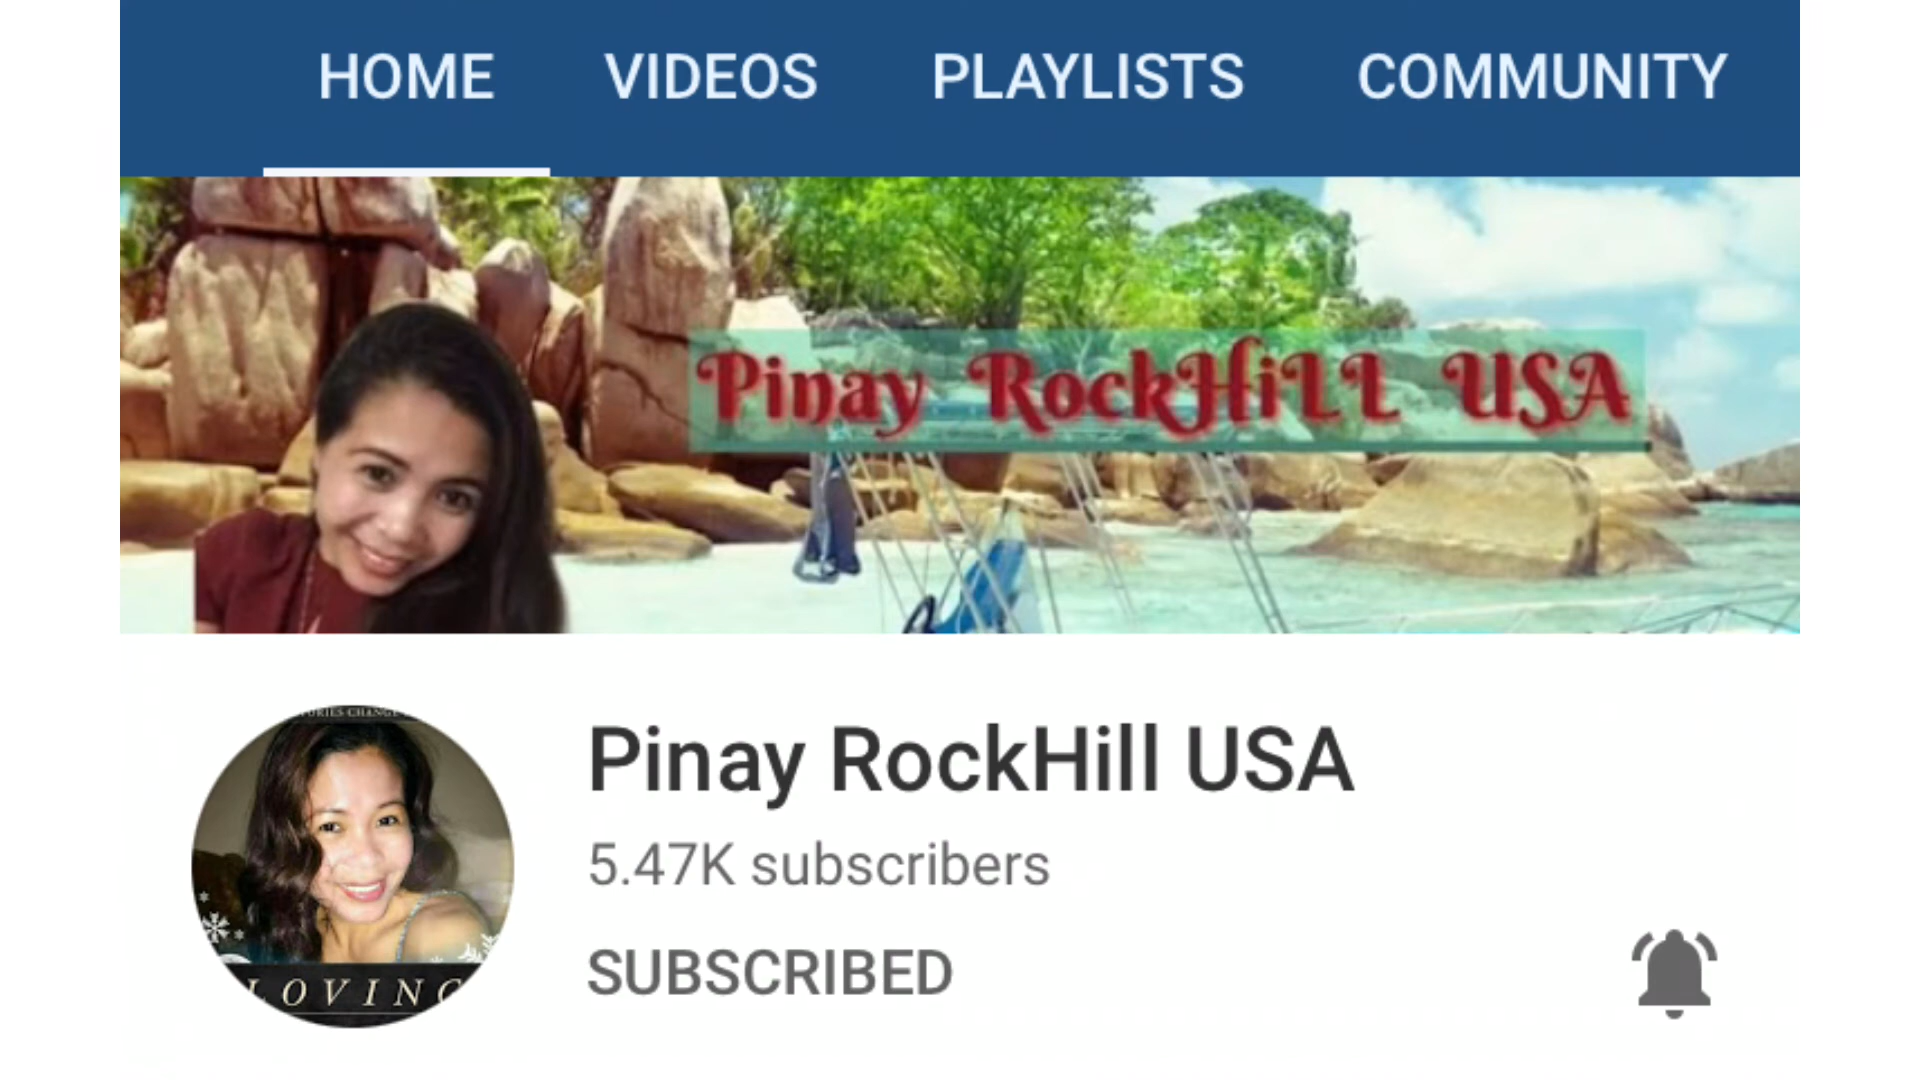 HOME VIDEOS PLAYLISTS COMMUNITY
Pinay RockHiLL USA
Pinay RockHill USA
5.47K subscribers
SUBSCRIBED
LOVING